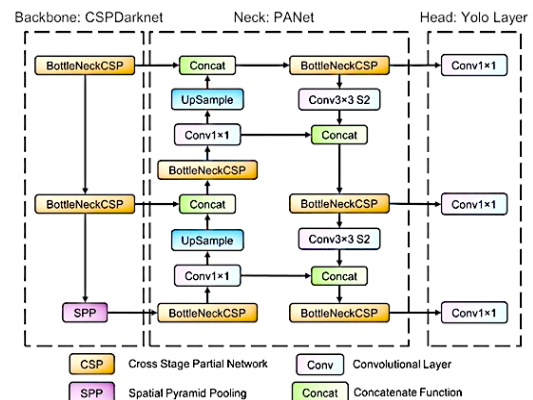 Backbone: CSPDarknet Neck: PANet Head: Yolo Layer
BottleNeckCSP Concat BottleNeckCSP Conv1×1
UpSample Conv3×3 S2
Conv1×1 Concat
BottleNeckCSP
BottleNeckCSP Concat BottleNeckCSP Conv1×1
UpSample Conv3×3 S2
Conv1×1 Concat
SPP BottleNeckCSP BottleNeckCSP Conv1×1
CSP Cross Stage Partial Network Conv Convolutional Layer
SPP Spatial Pyramid Pooling Concat Concatenate Function